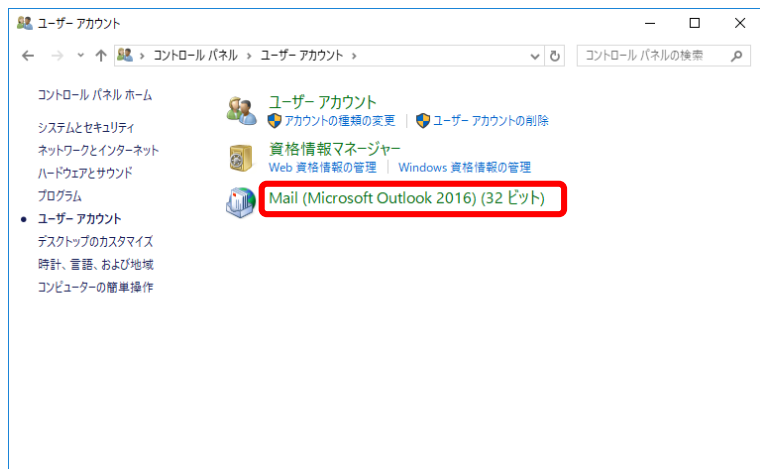 ユーザー アカウント
コントロール パネル › ユーザー アカウント ›
コントロール パネルの検索
コントロール パネル ホーム
システムとセキュリティ
ネットワークとインターネット
ハードウェアとサウンド
プログラム
ユーザー アカウント
デスクトップのカスタマイズ
時計、言語、および地域
コンピューターの簡単操作
ユーザー アカウント
アカウントの種類の変更 | ユーザー アカウントの削除
資格情報マネージャー
Web 資格情報の管理 | Windows 資格情報の管理
Mail (Microsoft Outlook 2016) (32 ビット)